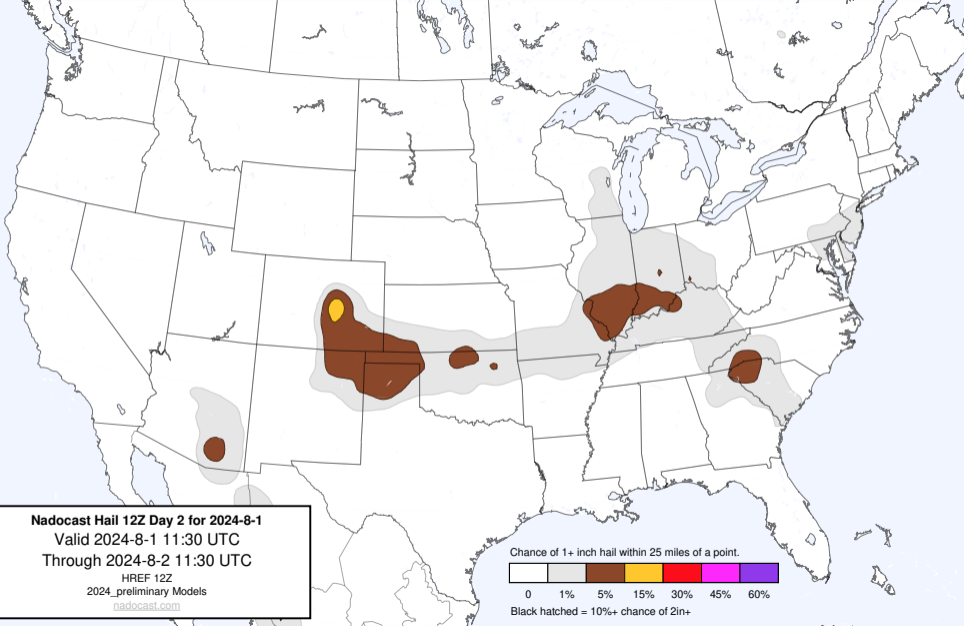 Nadocast Hail 12Z Day 2 for 2024-8-1
Valid 2024-8-1 11:30 UTC
Through 2024-8-2 11:30 UTC
HREF 12Z
2024_preliminary Models
nadocast.com
Chance of 1+ inch hail within 25 miles of a point.
0 1% 5% 15% 30% 45% 60%
Black hatched = 10%+ chance of 2in+